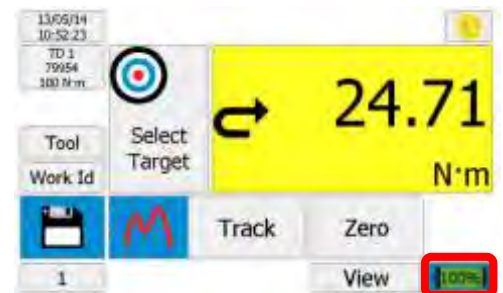 13/05/14
10:52:23
TD 1
79954
100 N·m
24.71
N·m
Select
Target
Tool
Work Id
Track
Zero
1
View
100%